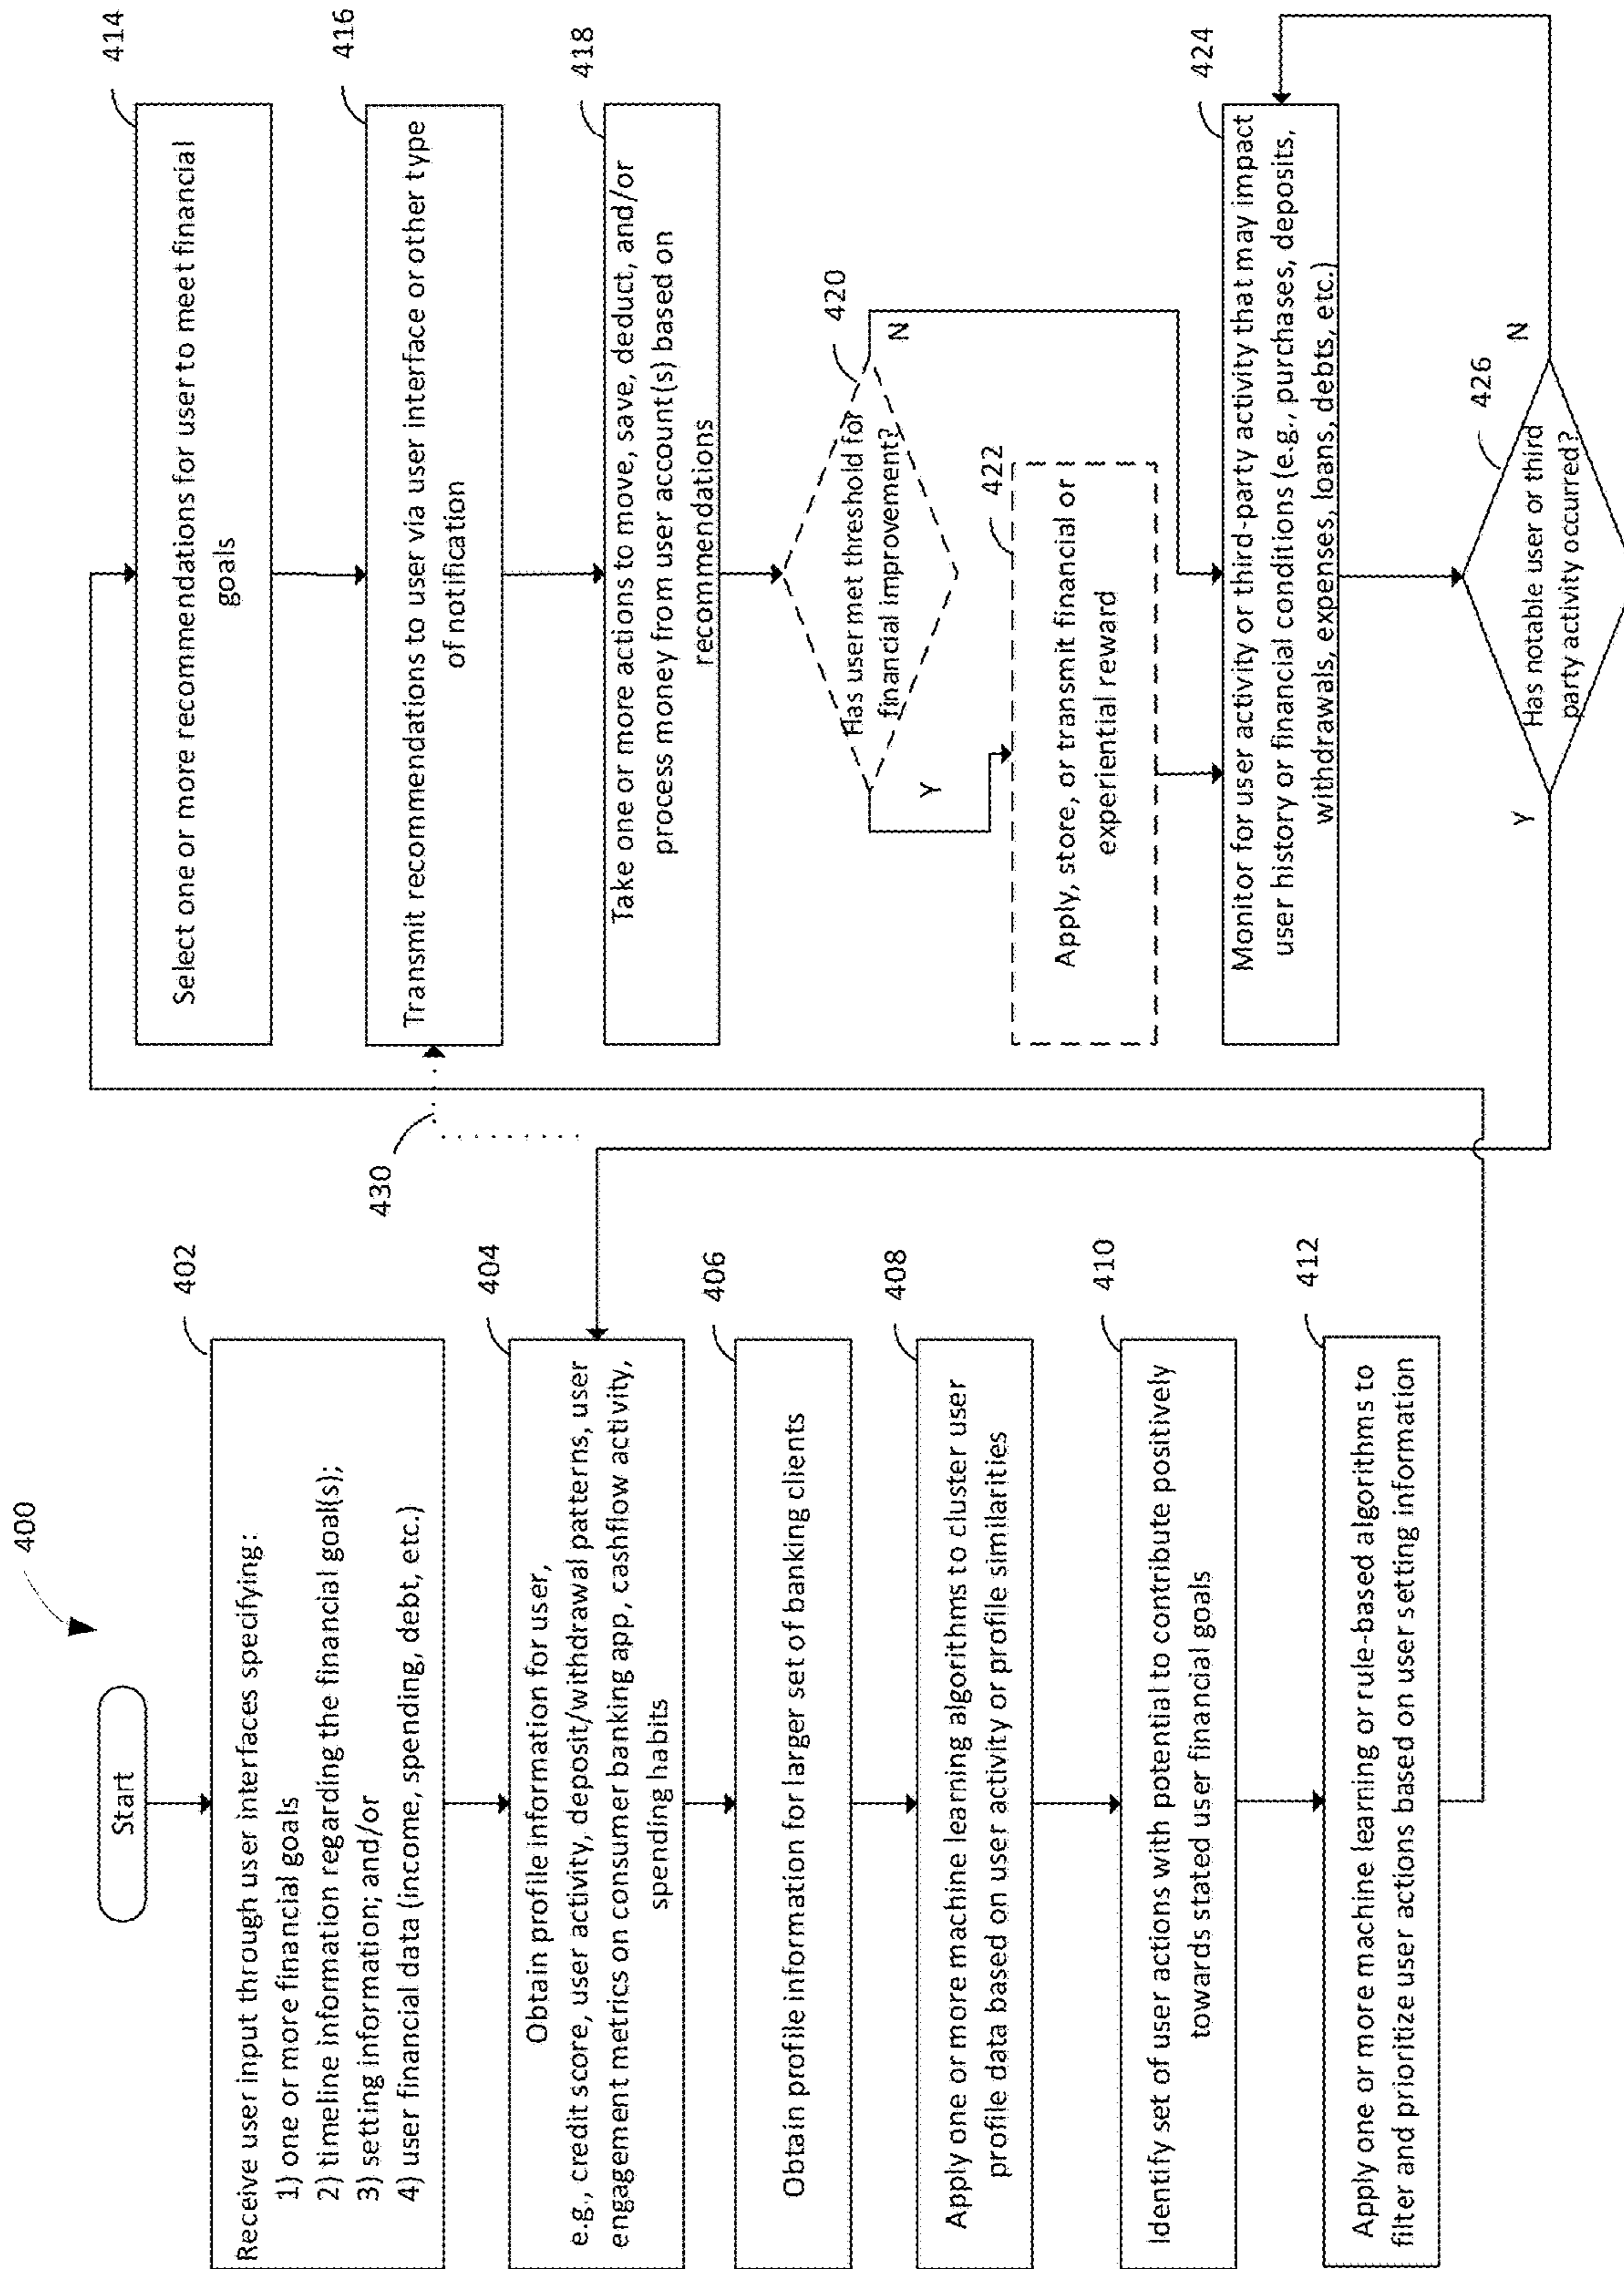 400
Start
402
Receive user input through user interfaces specifying:
1) one or more financial goals
2) timeline information regarding the financial goal(s);
3) setting information; and/or
4) user financial data (income, spending, debt, etc.)
404
Obtain profile information for user,
e.g., credit score, user activity, deposit/withdrawal patterns, user
engagement metrics on consumer banking app, cashflow activity,
spending habits
406
Obtain profile information for larger set of banking clients
408
Apply one or more machine learning algorithms to cluster user
profile data based on user activity or profile similarities
410
Identify set of user actions with potential to contribute positively
towards stated user financial goals
412
Apply one or more machine learning or rule-based algorithms to
filter and prioritize user actions based on user setting information
414
Select one or more recommendations for user to meet financial
goals
430
416
Transmit recommendations to user via user interface or other type
of notification
418
Take one or more actions to move, save, deduct, and/or
process money from user account(s) based on
recommendations
420
Has user met threshold for
financial improvement?
Y
N
422
Apply, store, or transmit financial or
experiential reward
424
Monitor for user activity or third-party activity that may impact
user history or financial conditions (e.g., purchases, deposits,
withdrawals, expenses, loans, debts, etc.)
426
Has notable user or third
party activity occurred?
Y
N